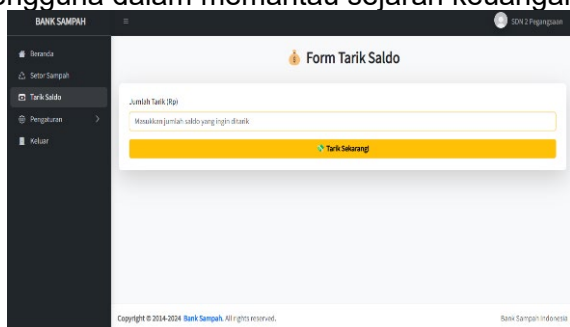 ngguna dalam memantau sejarah keuangan
BANK SAMPAH
SDN 2 Pegangsaan
Beranda
Setor Sampah
Tarik Saldo
Pengaturan
Keluar
Form Tarik Saldo
Jumlah Tarik (Rp)
Masukkan jumlah saldo yang ingin ditarik
Tarik Sekarang!
Copyright © 2014-2024 Bank Sampah. All rights reserved.
Bank Sampah Indonesia